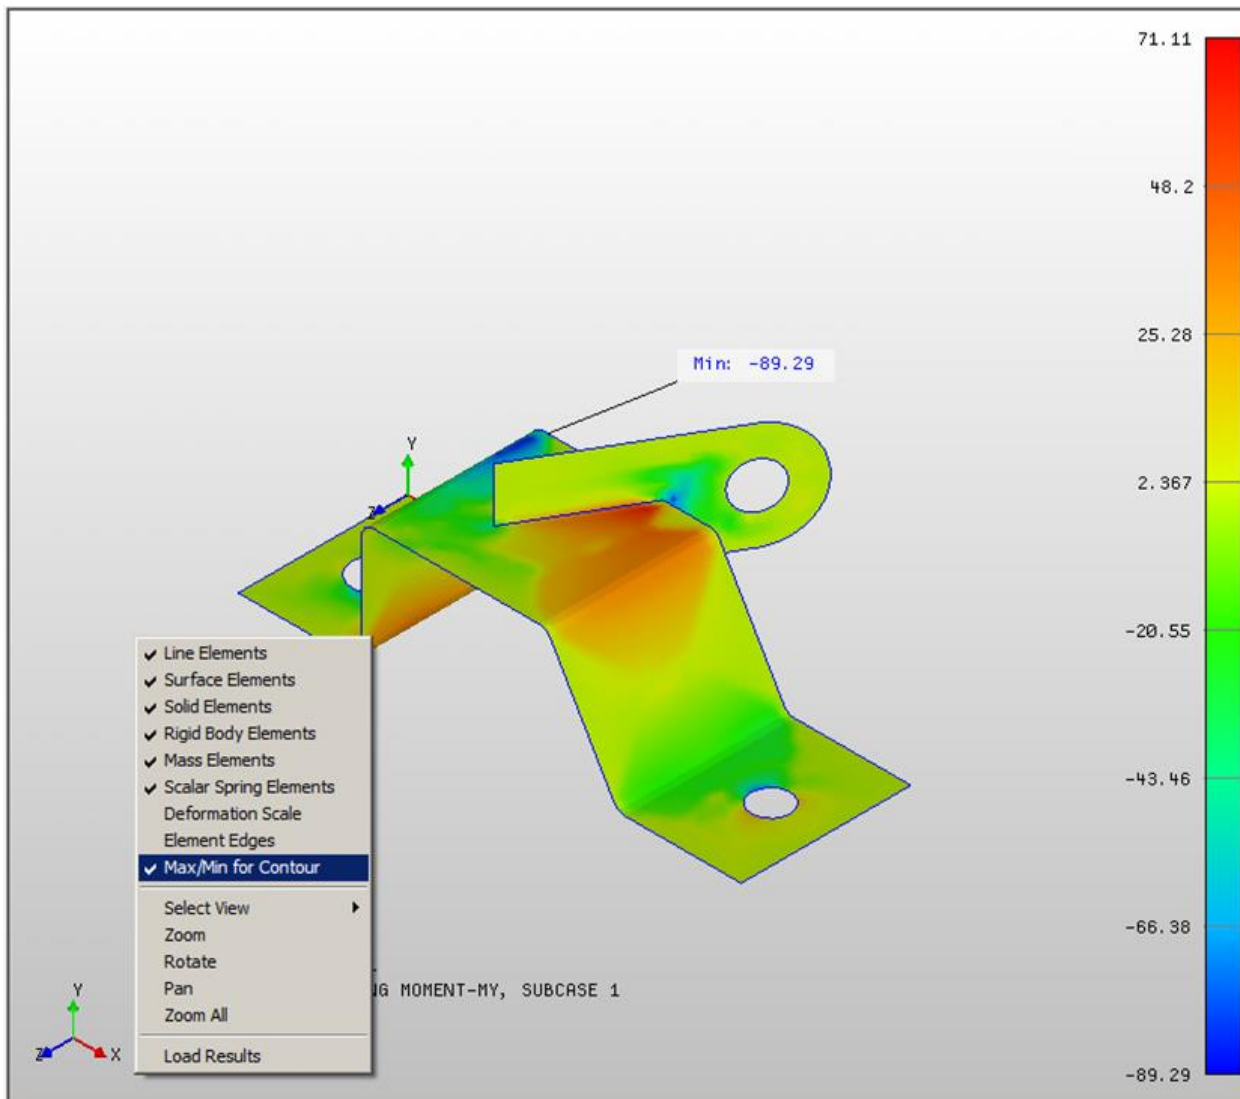 71.11
48.2
25.28
Min: -89.29
Y
2.367
Z
-20.55
Line Elements
Surface Elements
Solid Elements
Rigid Body Elements
Mass Elements
-43.46
Scalar Spring Elements
Deformation Scale
Element Edges
Max/Min for Contour
Select View
-66.38
Zoom
Rotate
Pan
MOMENT-MY, SUBCASE 1
Y
Zoom All
Z X
Load Results
-89.29